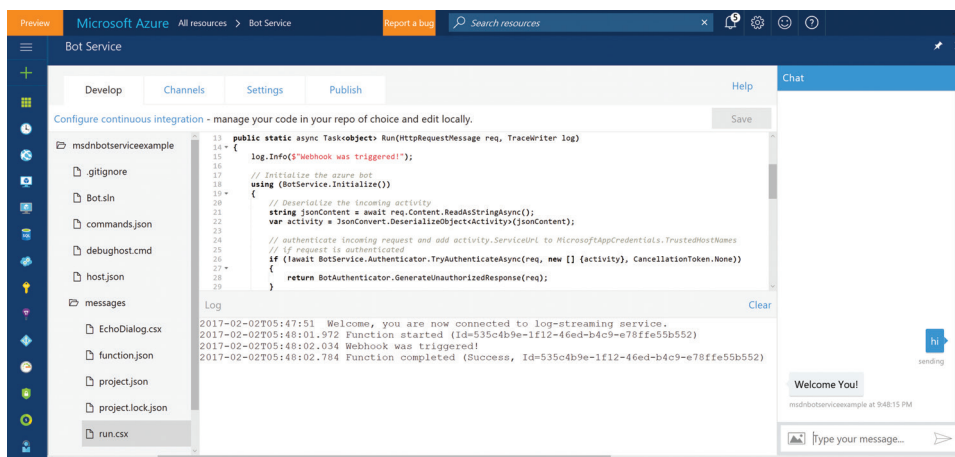 Preview
Microsoft Azure All resources > Bot Service
Report a bug
Search resources
5
Bot Service
Develop Channels Settings Publish
Help
Configure continuous integration - manage your code in your repo of choice and edit locally.
Save
msdnbotserviceexample
.gitignore
Bot.sln
commands.json
debughost.cmd
host.json
messages
EchoDialog.csx
function.json
project.json
project.lock.json
run.csx
13 public static async Task<object> Run(HttpRequestMessage req, TraceWriter log)
14 {
15 log.Info($"Webhook was triggered!");
16
17 // Initialize the azure bot
18 using (BotService.Initialize())
19 {
20 // Deserialize the incoming activity
21 string jsonContent = await req.Content.ReadAsStringAsync();
22 var activity = JsonConvert.DeserializeObject<Activity>(jsonContent);
23
24 // authenticate incoming request and add activity.ServiceUrl to MicrosoftAppCredentials.TrustedHostNames
25 // if request is authenticated
26 if (!await BotService.Authenticator.TryAuthenticateAsync(req, new [] {activity}, CancellationToken.None))
27 {
28 return BotAuthenticator.GenerateUnauthorizedResponse(req);
29 }
Log
Clear
2017-02-02T05:47:51 Welcome, you are now connected to log-streaming service.
2017-02-02T05:48:01.972 Function started (Id=535c4b9e-1f12-46ed-b4c9-e78ffe55b552)
2017-02-02T05:48:02.034 Webhook was triggered!
2017-02-02T05:48:02.784 Function completed (Success, Id=535c4b9e-1f12-46ed-b4c9-e78ffe55b552)
Chat
hi
sending
Welcome You!
msdnbotserviceexample at 9:48:15 PM
Type your message...